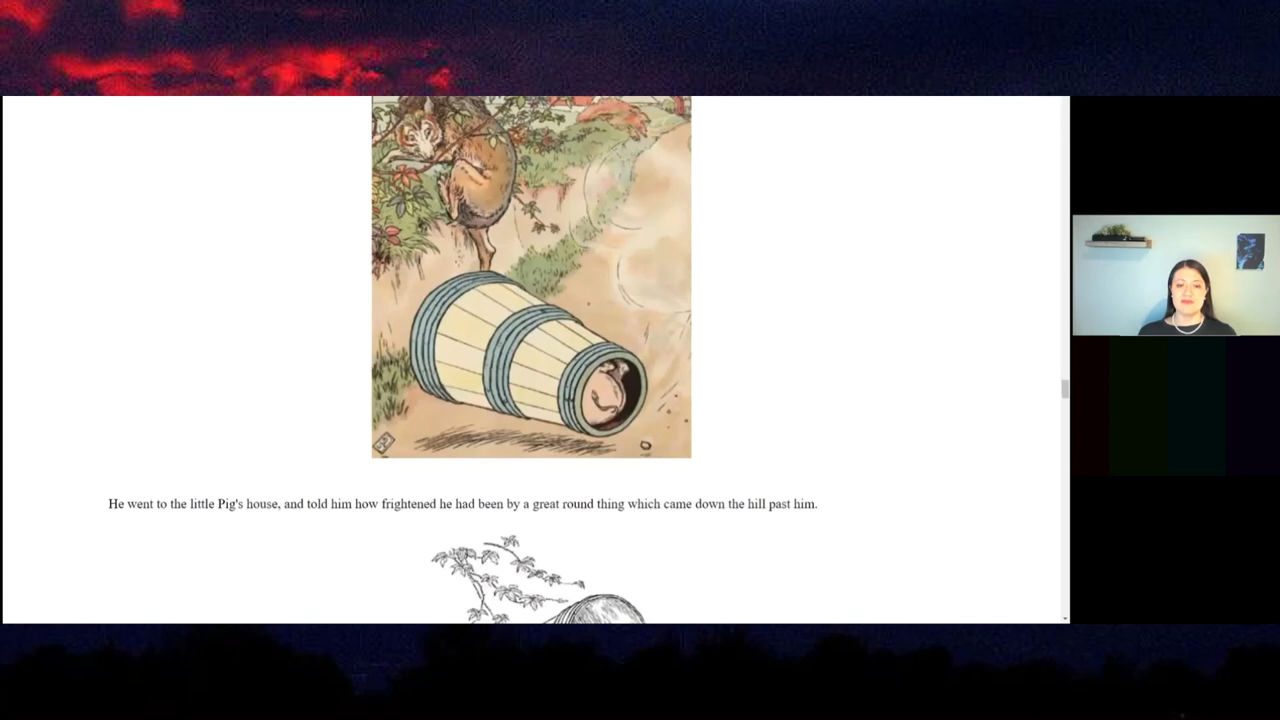 He went to the little Pig's house, and told him how frightened he had been by a great round thing which came down the hill past him.